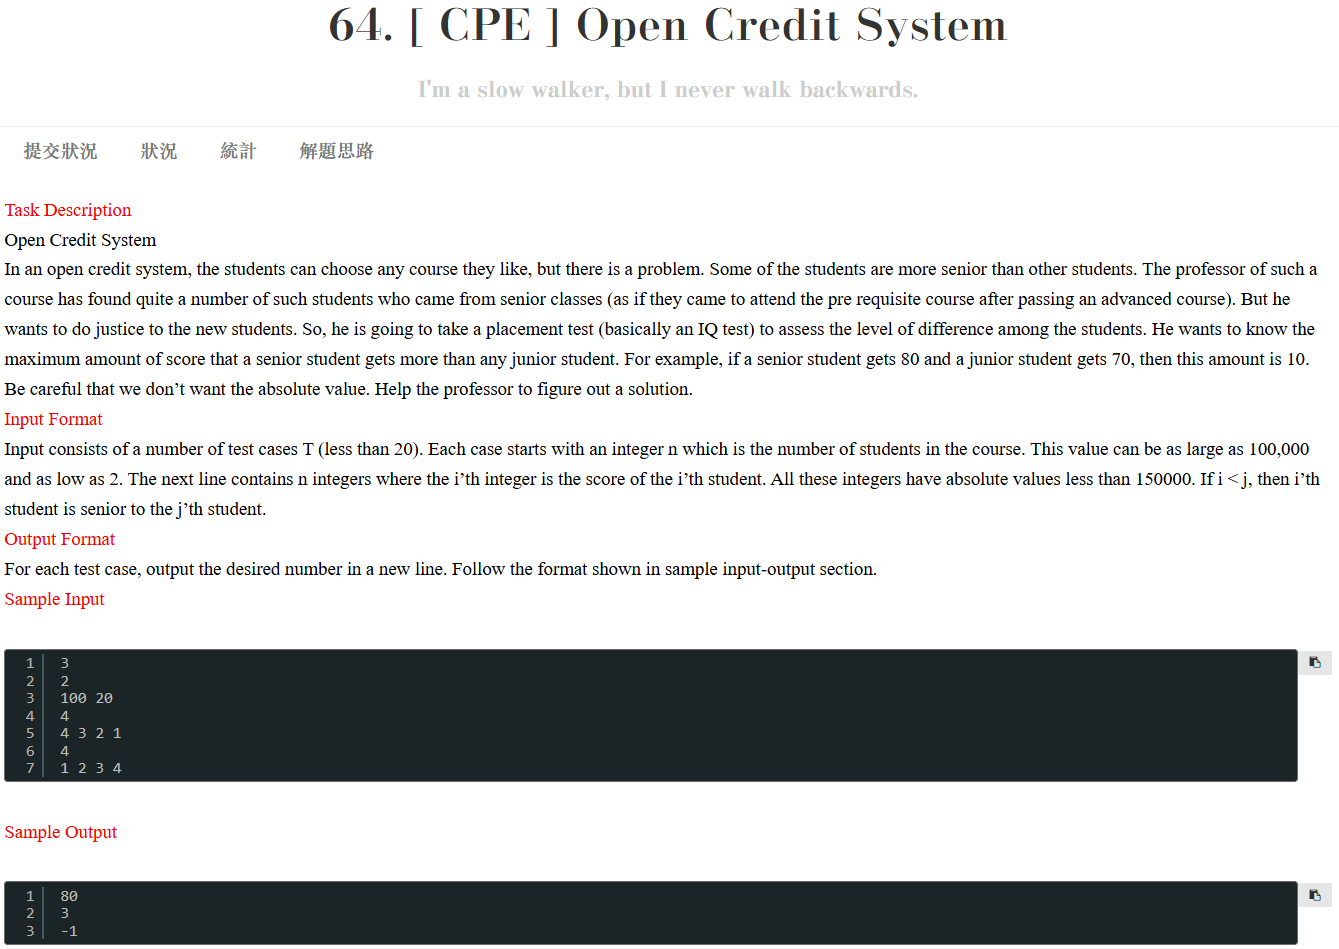 64. [ CPE ] Open Credit System
I'm a slow walker, but I never walk backwards.
提交狀況 狀況 統計 解題思路
Task Description
Open Credit System
In an open credit system, the students can choose any course they like, but there is a problem. Some of the students are more senior than other students. The professor of such a
course has found quite a number of such students who came from senior classes (as if they came to attend the pre requisite course after passing an advanced course). But he
wants to do justice to the new students. So, he is going to take a placement test (basically an IQ test) to assess the level of difference among the students. He wants to know the
maximum amount of score that a senior student gets more than any junior student. For example, if a senior student gets 80 and a junior student gets 70, then this amount is 10.
Be careful that we don’t want the absolute value. Help the professor to figure out a solution.
Input Format
Input consists of a number of test cases T (less than 20). Each case starts with an integer n which is the number of students in the course. This value can be as large as 100,000
and as low as 2. The next line contains n integers where the i’th integer is the score of the i’th student. All these integers have absolute values less than 150000. If i < j, then i’th
student is senior to the j’th student.
Output Format
For each test case, output the desired number in a new line. Follow the format shown in sample input-output section.
Sample Input
1 3
2 2
3 100 20
4 4
5 4 3 2 1
6 4
7 1 2 3 4
Sample Output
1 80
2 3
3 -1